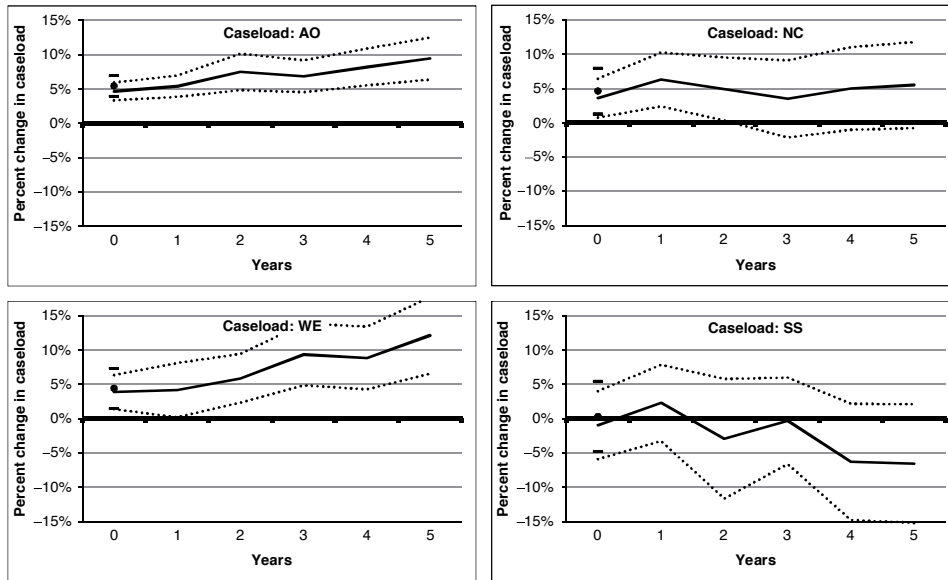 Caseload: AO
Percent change in caseload
15%
10%
5%
0%
–5%
–10%
–15%
0 1 2 3 4 5
Years
Caseload: NC
Percent change in caseload
15%
10%
5%
0%
–5%
–10%
–15%
0 1 2 3 4 5
Years
Caseload: WE
Percent change in caseload
15%
10%
5%
0%
–5%
–10%
–15%
0 1 2 3 4 5
Years
Caseload: SS
Percent change in caseload
15%
10%
5%
0%
–5%
–10%
–15%
0 1 2 3 4 5
Years